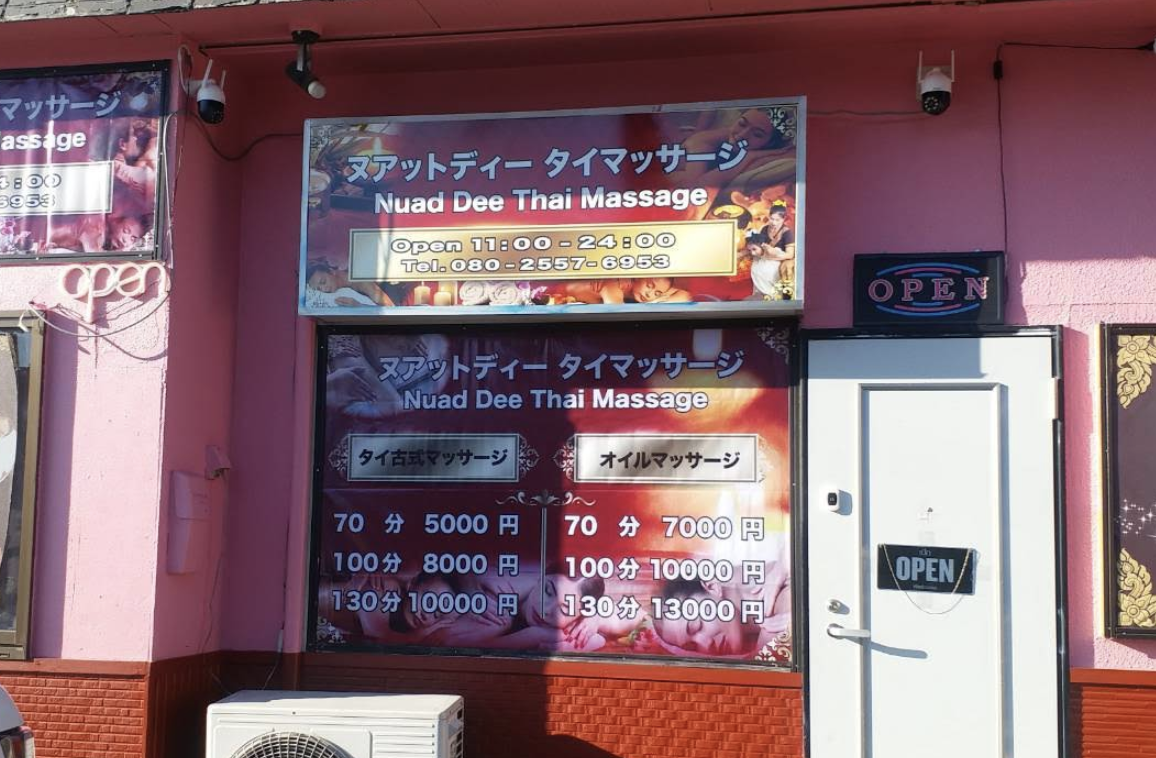 マッサージ
assage
:00
6953
open
ヌアットディー タイマッサージ
Nuad Dee Thai Massage
Open 11:00-24:00
Tel.080-2557-6953
ヌアットディー タイマッサージ
Nuad Dee Thai Massage
タイ古式マッサージ
オイルマッサージ
70 分 5000 円
100分 8000 円
130分 10000 円
70 分 7000 円
100分 10000 円
130分 13000 円
OPEN
OPEN